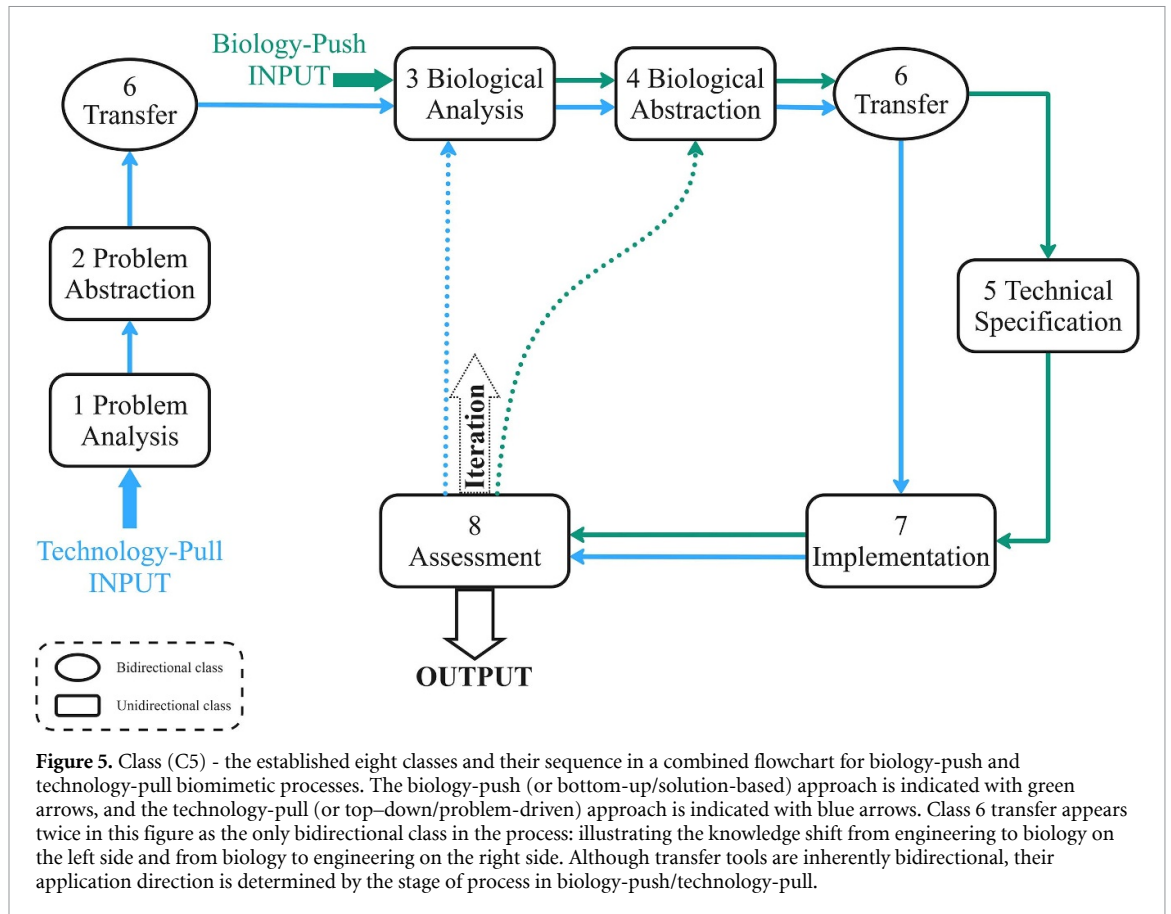 Biology-Push
INPUT
6
Transfer
3 Biological
Analysis
4 Biological
Abstraction
6
Transfer
2 Problem
Abstraction
5 Technical
Specification
1 Problem
Analysis
Iteration
Technology-Pull
INPUT
8
Assessment
7
Implementation
OUTPUT
Bidirectional class
Unidirectional class
Figure 5. Class (C5) - the established eight classes and their sequence in a combined flowchart for biology-push and
technology-pull biomimetic processes. The biology-push (or bottom-up/solution-based) approach is indicated with green
arrows, and the technology-pull (or top–down/problem-driven) approach is indicated with blue arrows. Class 6 transfer appears
twice in this figure as the only bidirectional class in the process: illustrating the knowledge shift from engineering to biology on
the left side and from biology to engineering on the right side. Although transfer tools are inherently bidirectional, their
application direction is determined by the stage of process in biology-push/technology-pull.